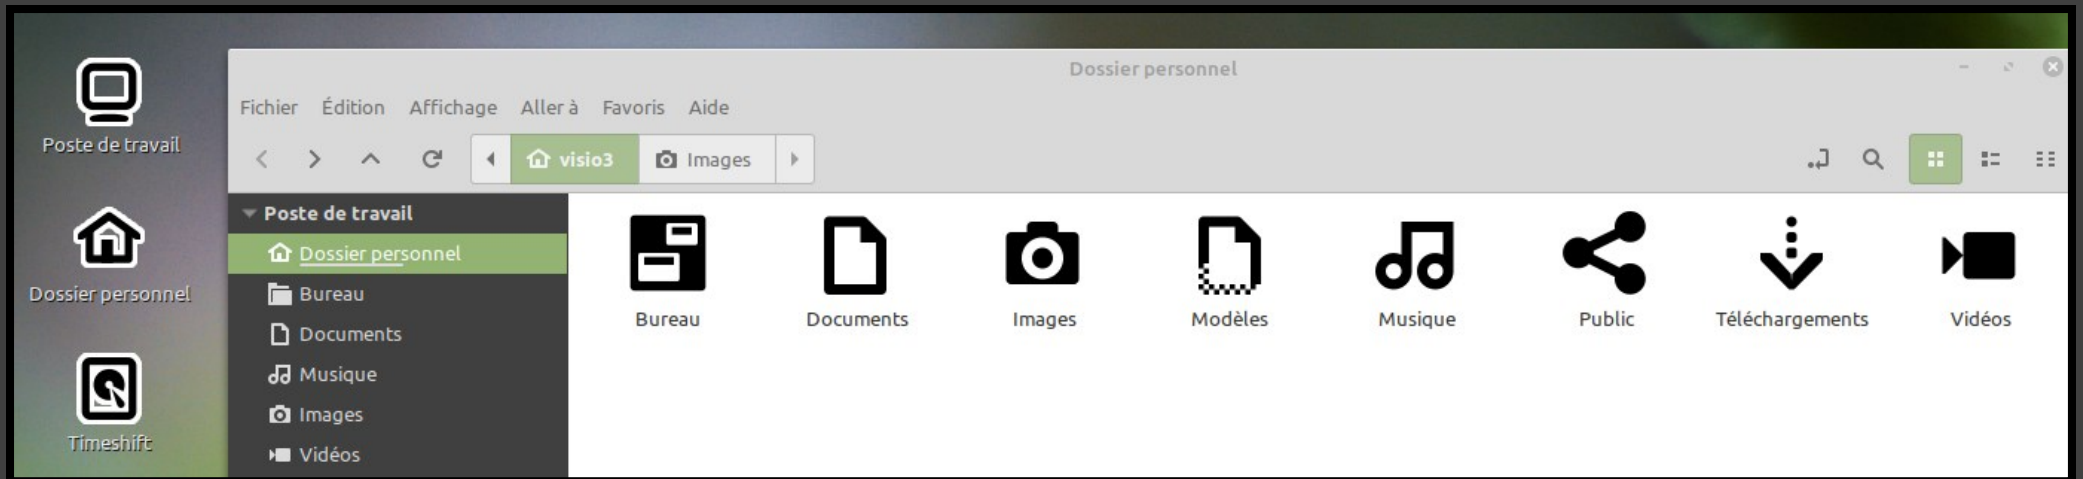 Poste de travail
Dossier personnel
Timeshift
Dossier personnel
Fichier Édition Affichage Aller à Favoris Aide
visio3 Images
Poste de travail
Dossier personnel
Bureau
Documents
Musique
Images
Vidéos
Bureau Documents Images Modèles Musique Public Téléchargements Vidéos